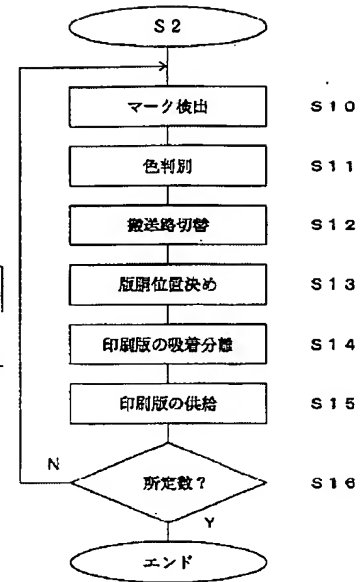 S2
マーク検出 S10
色判別 S11
搬送路切替 S12
版胴位置決め S13
印刷版の吸着分離 S14
印刷版の供給 S15
N 所定数? S16
Y
エンド